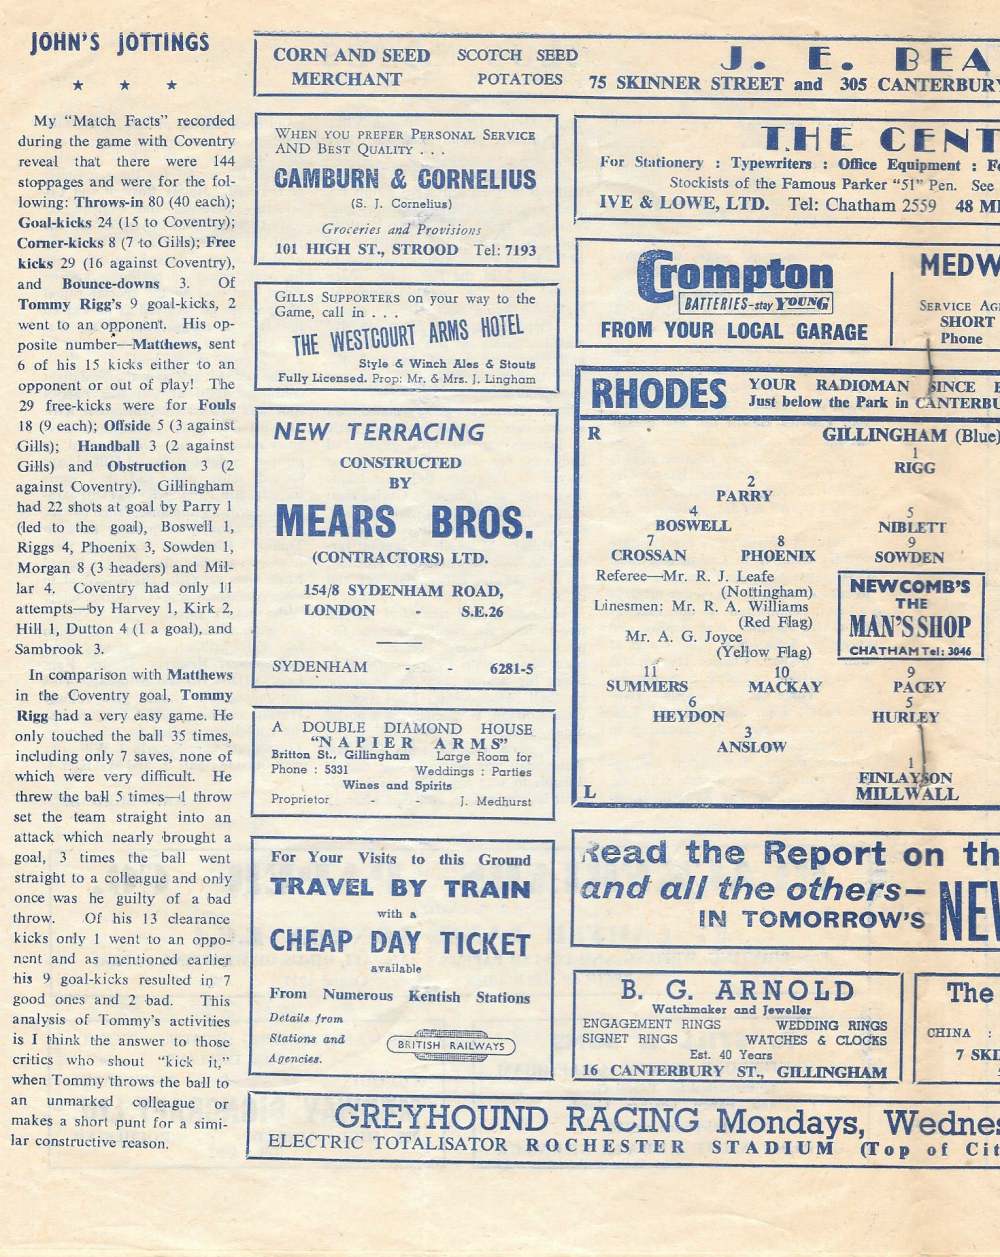 JOHN'S JOTTINGS
★ ★ ★
My "Match Facts" recorded
during the game with Coventry
reveal that there were 144
stoppages and were for the fol-
lowing: Throws-in 80 (40 each);
Goal-kicks 24 (15 to Coventry);
Corner-kicks 8 (7 to Gills); Free
kicks 29 (16 against Coventry),
and Bounce-downs 3. Of
Tommy Rigg's 9 goal-kicks, 2
went to an opponent. His op-
posite number—Matthews, sent
6 of his 15 kicks either to an
opponent or out of play! The
29 free-kicks were for Fouls
18 (9 each); Offside 5 (3 against
Gills); Handball 3 (2 against
Gills) and Obstruction 3 (2
against Coventry). Gillingham
had 22 shots at goal by Parry 1
(led to the goal), Boswell 1,
Riggs 4, Phoenix 3, Sowden 1,
Morgan 8 (3 headers) and Mil-
lar 4. Coventry had only 11
attempts—by Harvey 1, Kirk 2,
Hill 1, Dutton 4 (1 a goal), and
Sambrook 3.
In comparison with Matthews
in the Coventry goal, Tommy
Rigg had a very easy game. He
only touched the ball 35 times,
including only 7 saves, none of
which were very difficult. He
threw the ball 5 times—1 throw
set the team straight into an
attack which nearly brought a
goal, 3 times the ball went
straight to a colleague and only
once was he guilty of a bad
throw. Of his 13 clearance
kicks only 1 went to an oppo-
nent and as mentioned earlier
his 9 goal-kicks resulted in 7
good ones and 2 bad. This
analysis of Tommy's activities
is I think the answer to those
critics who shout "kick it,"
when Tommy throws the ball to
an unmarked colleague or
makes a short punt for a simi-
lar constructive reason.
CORN AND SEED SCOTCH SEED J. E. BEA
MERCHANT POTATOES 75 SKINNER STREET and 305 CANTERBURY
WHEN YOU PREFER PERSONAL SERVICE
AND BEST QUALITY . . .
CAMBURN & CORNELIUS
(S. J. Cornelius)
Groceries and Provisions
101 HIGH ST., STROOD Tel: 7193
GILLS SUPPORTERS on your way to the
Game, call in . . .
THE WESTCOURT ARMS HOTEL
Style & Winch Ales & Stouts
Fully Licensed. Prop: Mr. & Mrs. J. Lingham
NEW TERRACING
CONSTRUCTED
BY
MEARS BROS.
(CONTRACTORS) LTD.
154/8 SYDENHAM ROAD,
LONDON - S.E.26
SYDENHAM - - 6281-5
A DOUBLE DIAMOND HOUSE
"NAPIER ARMS"
Britton St., Gillingham Large Room for
Phone : 5331 Weddings : Parties
Wines and Spirits
Proprietor - - J. Medhurst
For Your Visits to this Ground
TRAVEL BY TRAIN
with a
CHEAP DAY TICKET
available
From Numerous Kentish Stations
Details from
Stations and
Agencies.
BRITISH RAILWAYS
THE CENT
For Stationery : Typewriters : Office Equipment : Fo
Stockists of the Famous Parker "51" Pen. See
IVE & LOWE, LTD. Tel: Chatham 2559 48 MI
Crompton
BATTERIES-stay YOUNG
FROM YOUR LOCAL GARAGE
MEDW
SERVICE AGE
SHORT
Phone
RHODES YOUR RADIOMAN SINCE
Just below the Park in CANTERBU
R GILLINGHAM (Blue)
1
RIGG
2
PARRY
4 5
BOSWELL NIBLETT
7 8 9
CROSSAN PHOENIX SOWDEN
Referee—Mr. R. J. Leafe
(Nottingham)
Linesmen: Mr. R. A. Williams
(Red Flag)
Mr. A. G. Joyce
(Yellow Flag)
NEWCOMB'S
THE
MAN'S SHOP
CHATHAM Tel: 3046
11 10 9
SUMMERS MACKAY PACEY
6 5
HEYDON HURLEY
3
ANSLOW
1
FINLAYSON
L MILLWALL
Read the Report on th
and all the others—
IN TOMORROW'S NEW
B. G. ARNOLD
Watchmaker and Jeweller
ENGAGEMENT RINGS WEDDING RINGS
SIGNET RINGS WATCHES & CLOCKS
Est. 40 Years
16 CANTERBURY ST., GILLINGHAM
The
CHINA :
7 SKI
GREYHOUND RACING Mondays, Wednes
ELECTRIC TOTALISATOR ROCHESTER STADIUM (Top of Cit